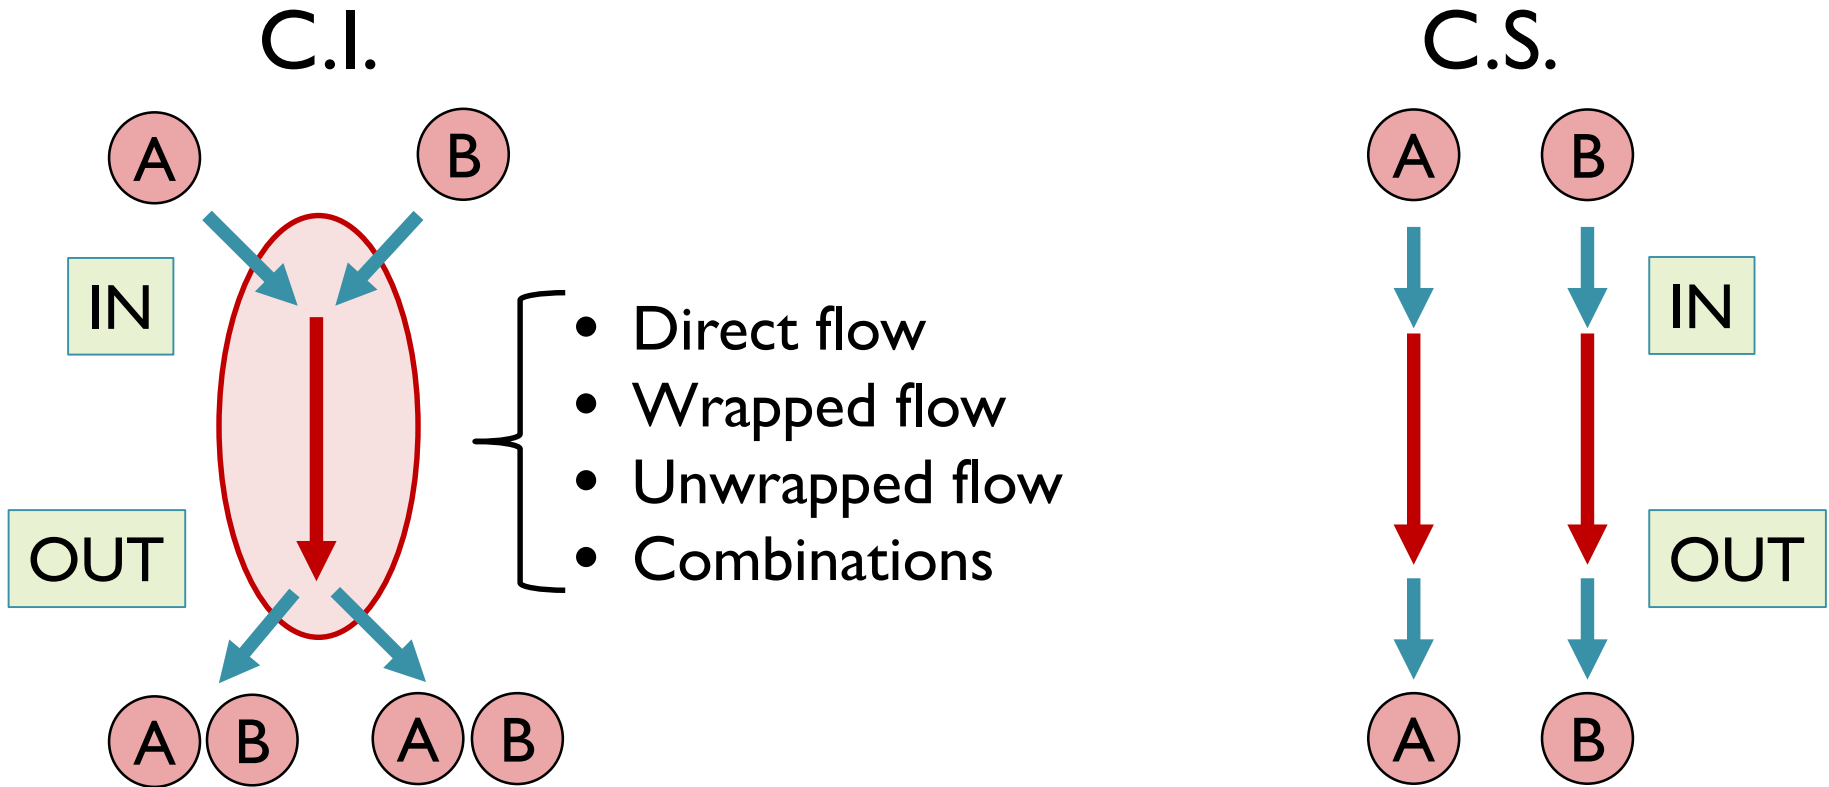 C.I.
A B
IN
OUT
A B A B
• Direct flow
• Wrapped flow
• Unwrapped flow
• Combinations
C.S.
A B
IN
OUT
A B